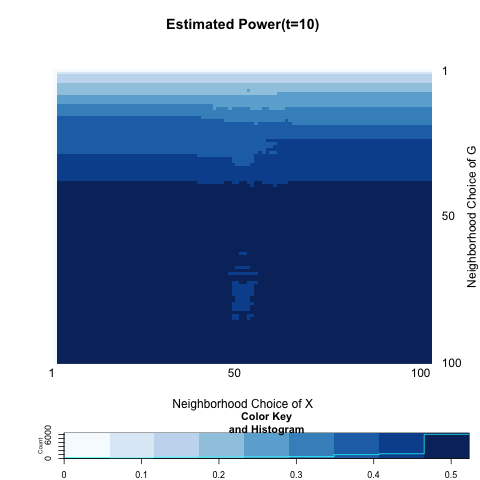 Estimated Power(t=10)
1
50
100
Neighborhood Choice of G
1 50 100
Neighborhood Choice of X
Color Key
and Histogram
Count
0 6000
0 0.1 0.2 0.3 0.4 0.5